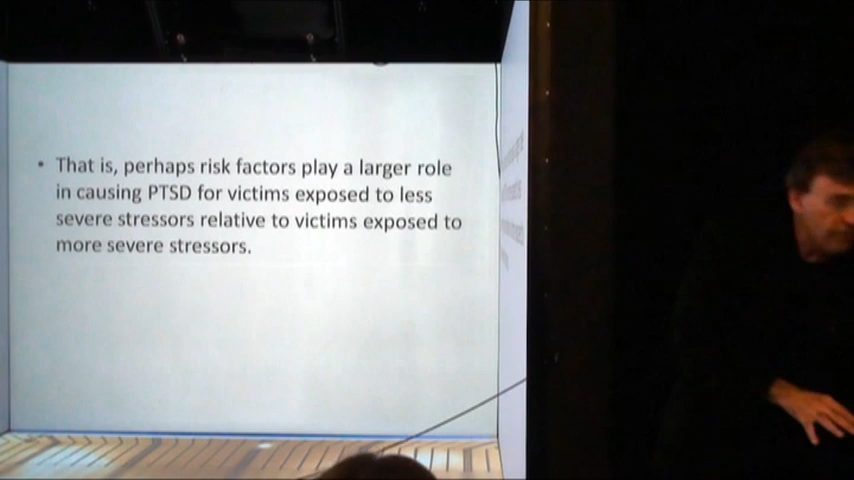 • That is, perhaps risk factors play a larger role
in causing PTSD for victims exposed to less
severe stressors relative to victims exposed to
more severe stressors.